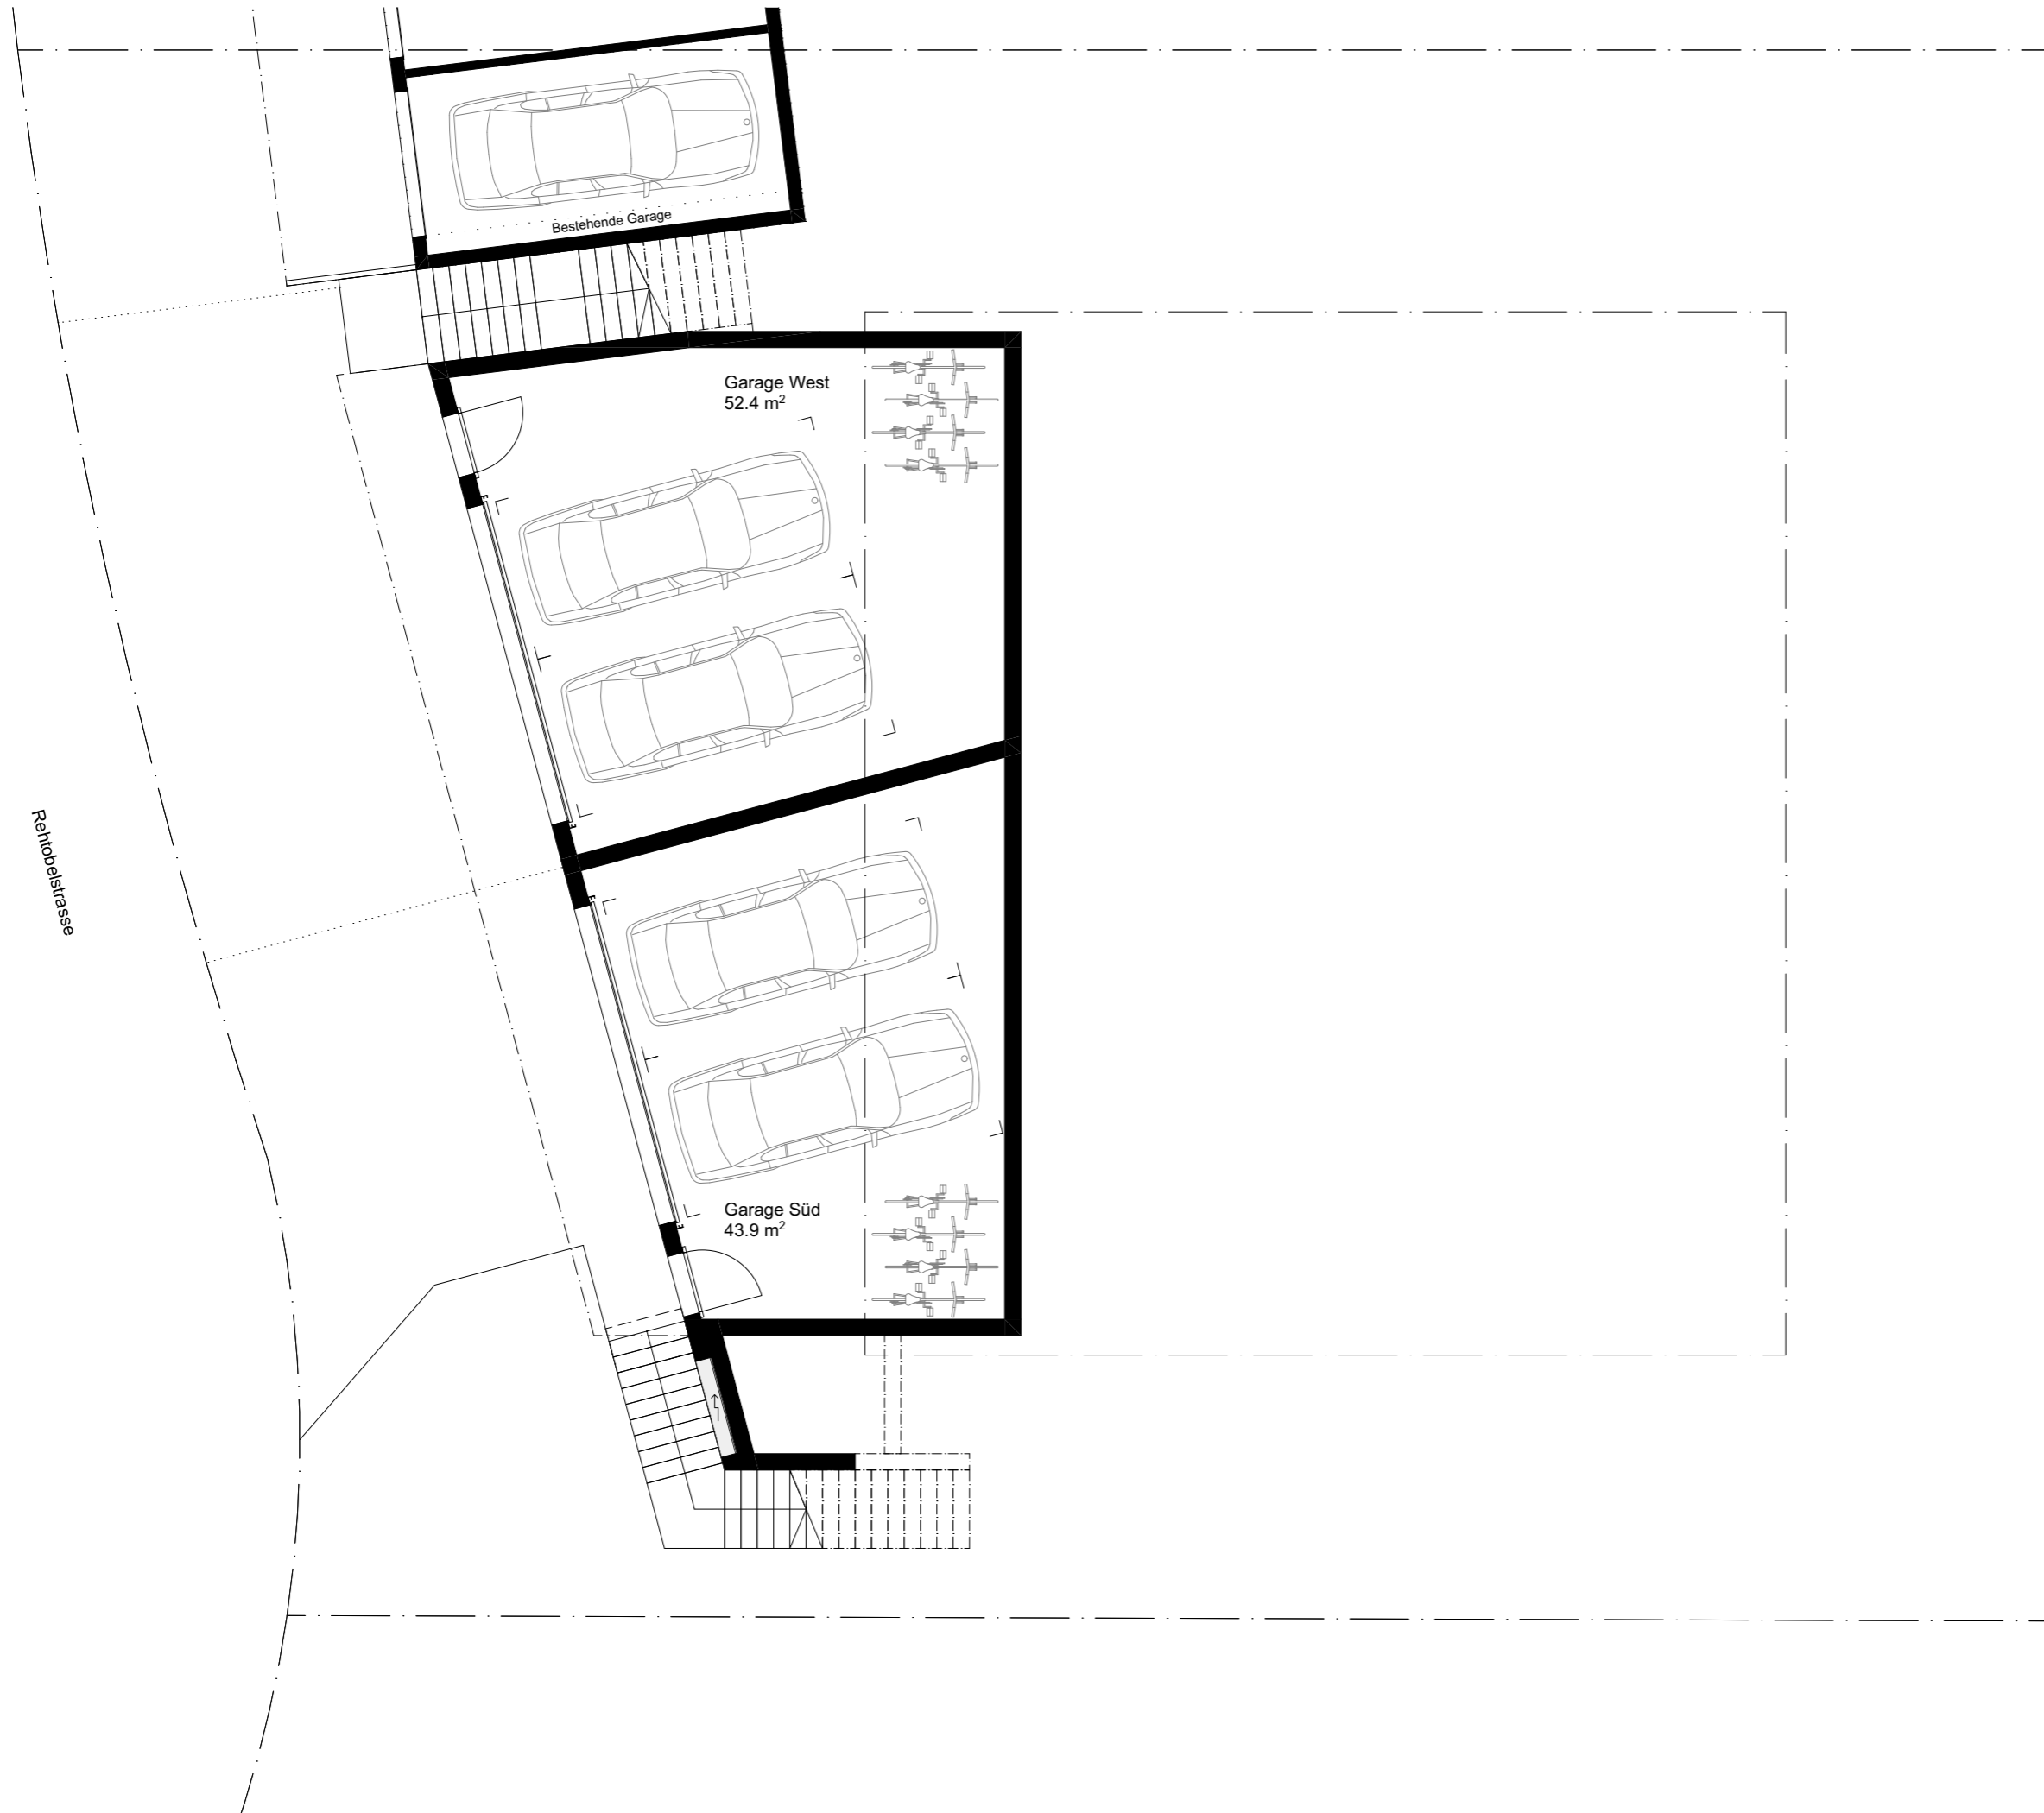 Bestehende Garage
Garage West
52.4 m²
Rehtobelstrasse
Garage Süd
43.9 m²